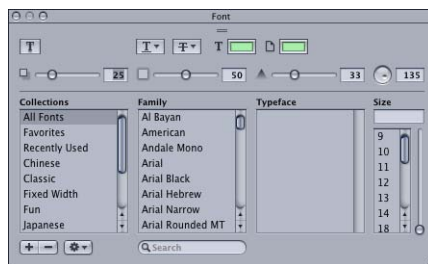 Font
T T T T
25 50 33 135
Collections Family Typeface Size
All Fonts Al Bayan
Favorites American 9
Recently Used Andale Mono 10
Chinese Arial 11
Classic Arial Black 12
Fixed Width Arial Hebrew 13
Fun Arial Narrow 14
Japanese Arial Rounded MT 18
Search